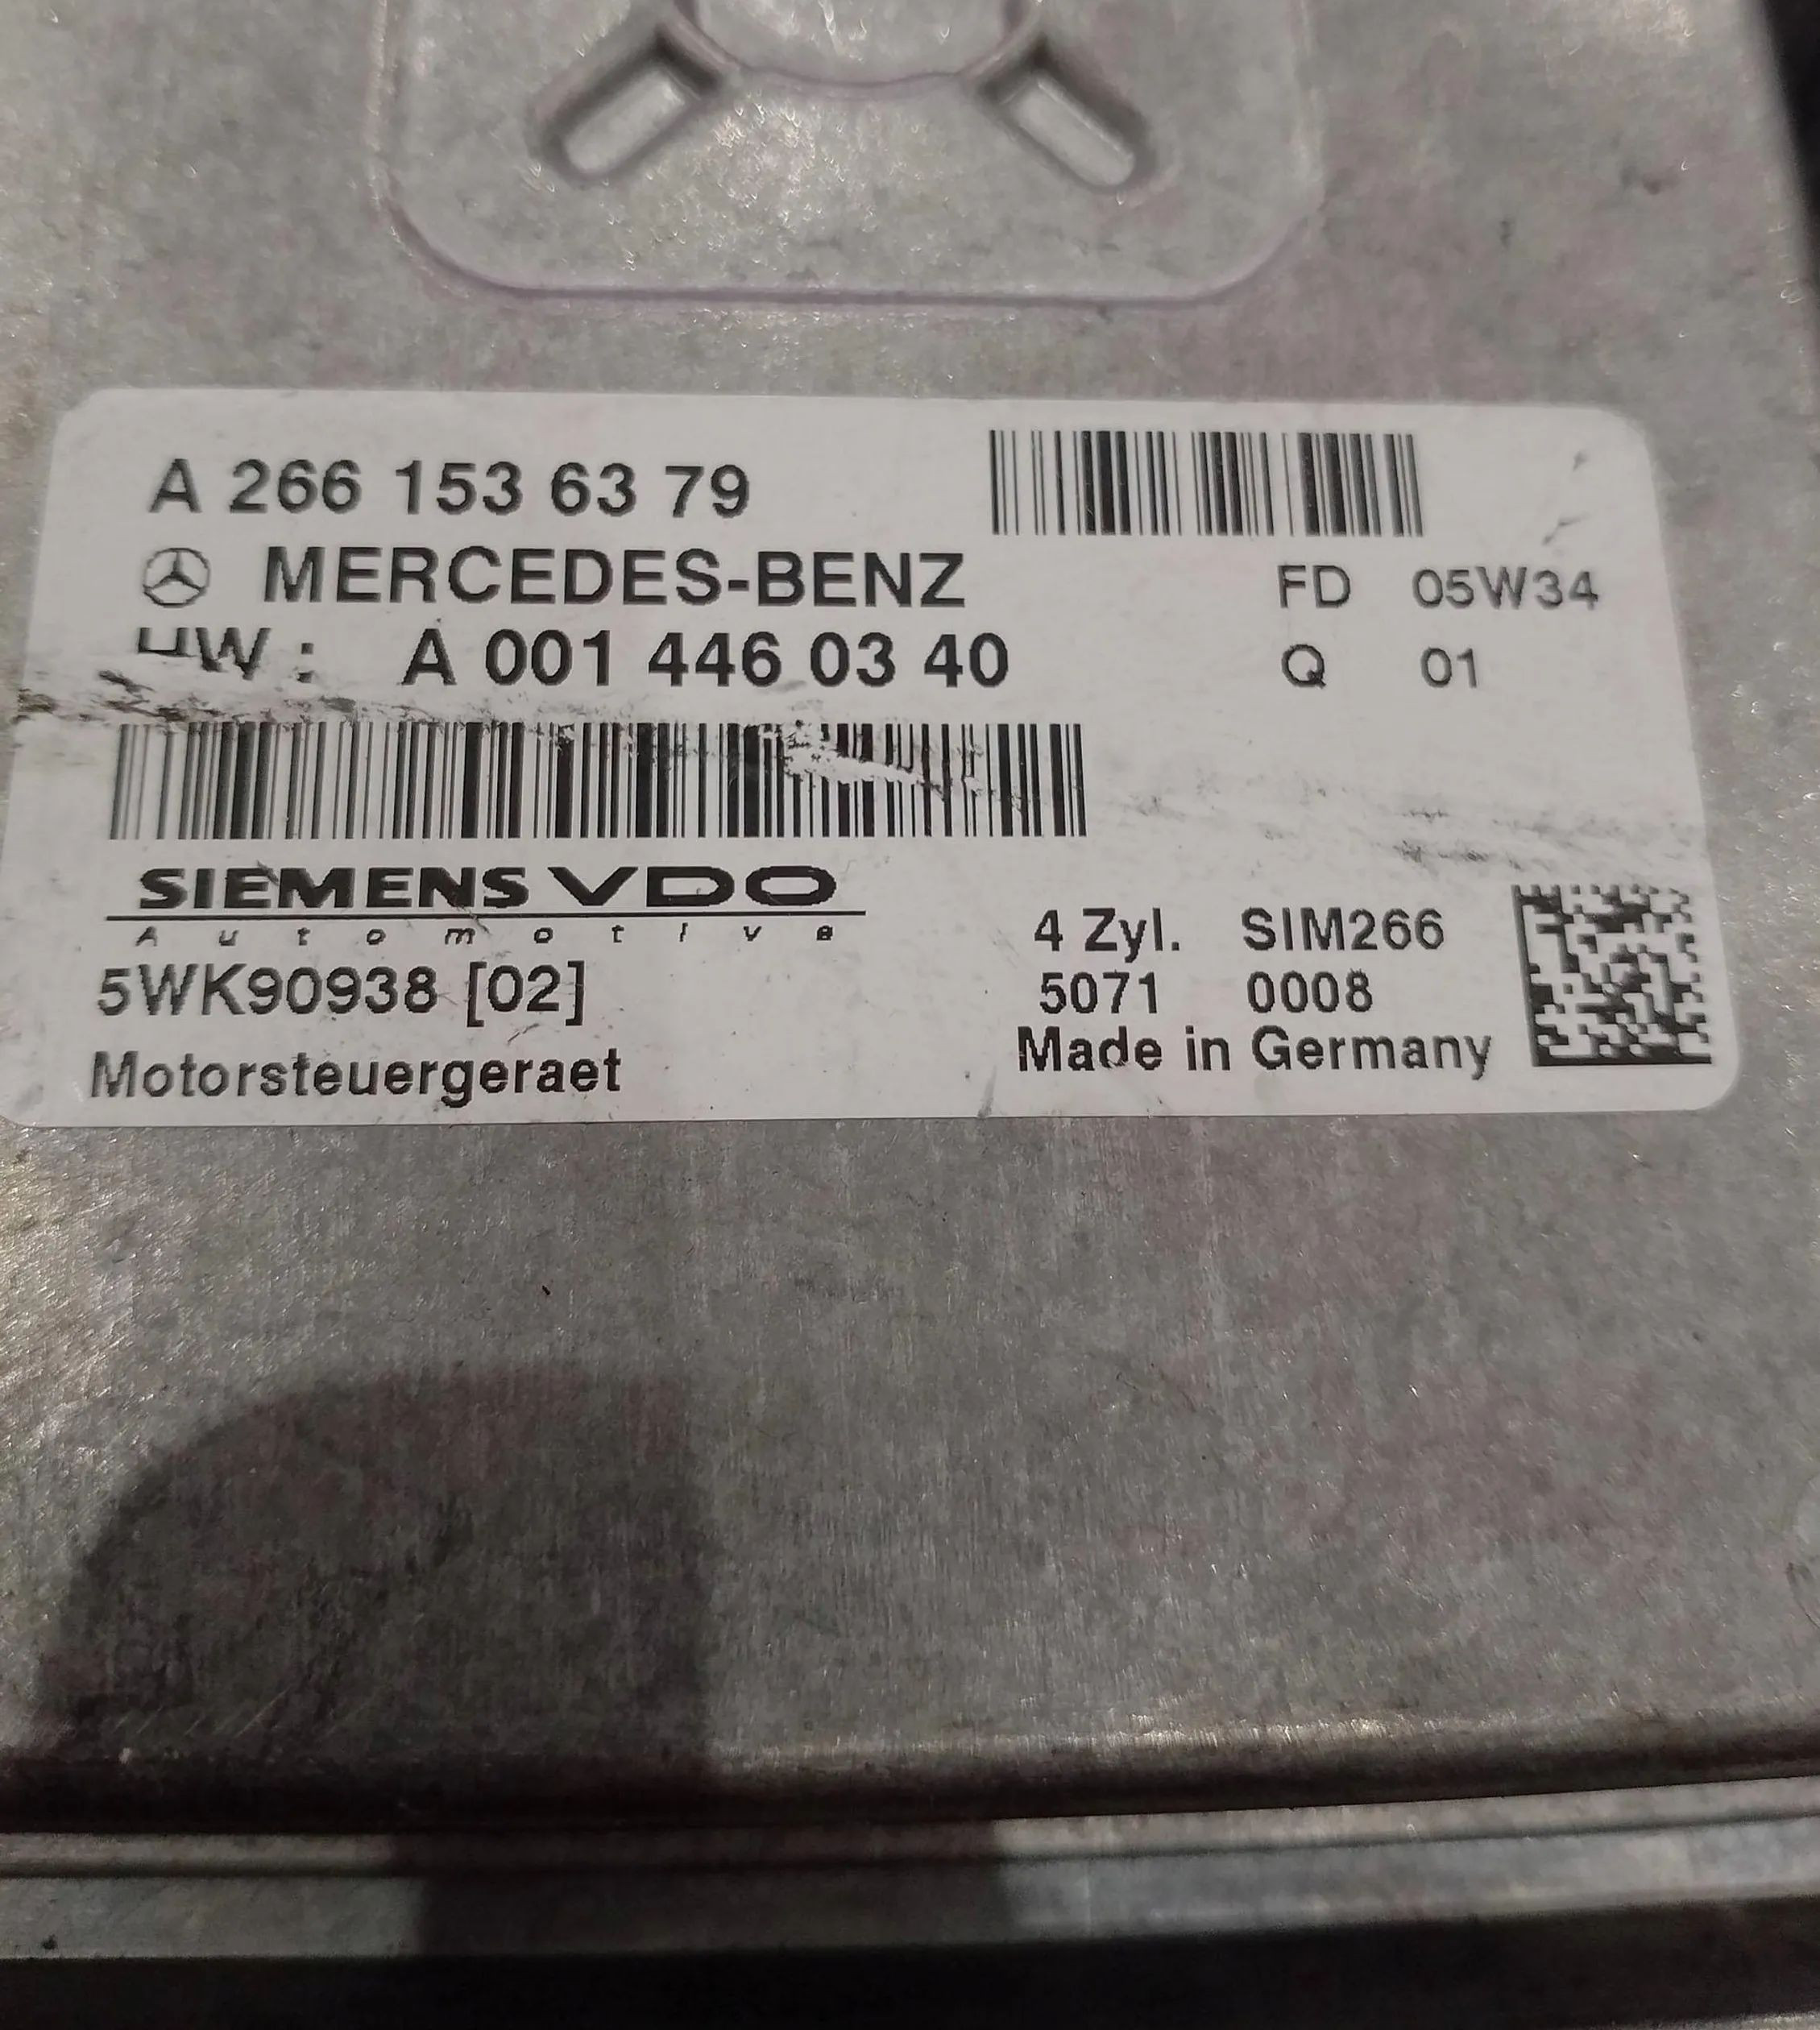 A 266 153 63 79
MERCEDES-BENZ
FD 05W34
HW : A 001 446 03 40
Q 01
SIEMENS VDO
Automotive
4 Zyl. SIM266
5WK90938 [02]
5071 0008
Motorsteuergeraet
Made in Germany